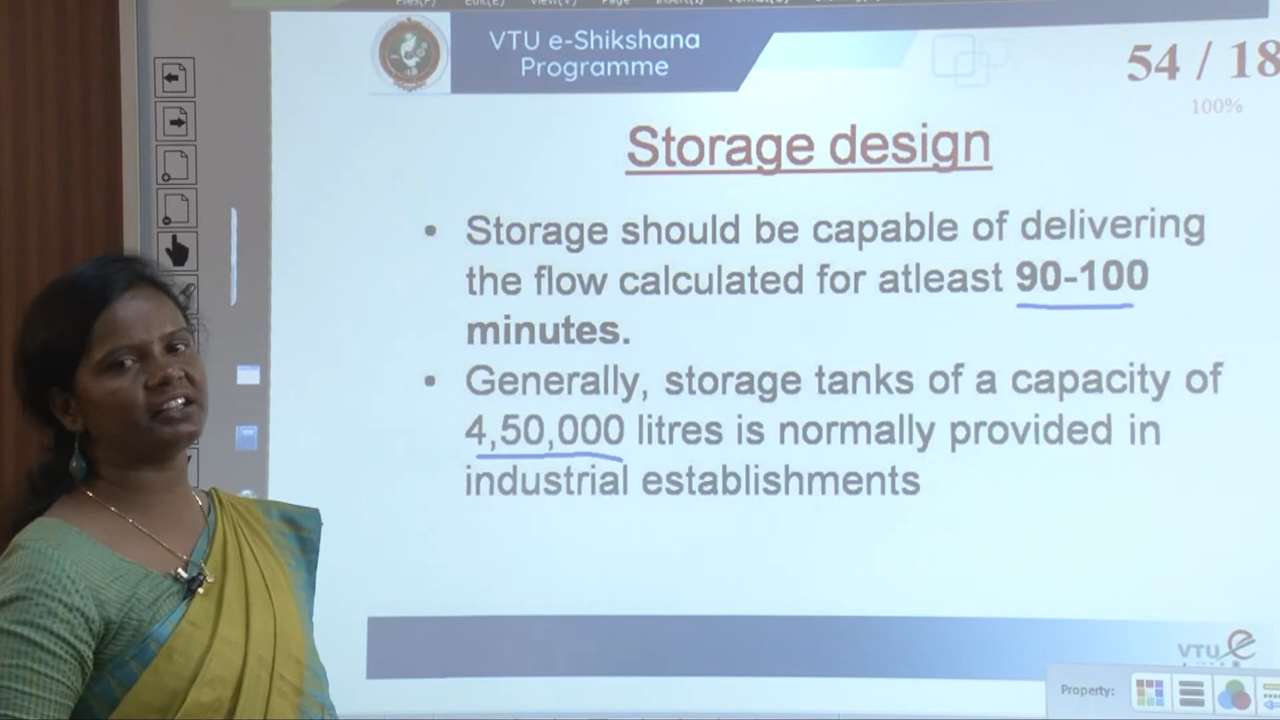 VTU e-Shikshana
Programme
54 / 18
100%
Storage design
• Storage should be capable of delivering
the flow calculated for atleast 90-100
minutes.
• Generally, storage tanks of a capacity of
4,50,000 litres is normally provided in
industrial establishments
VTU e
Property: